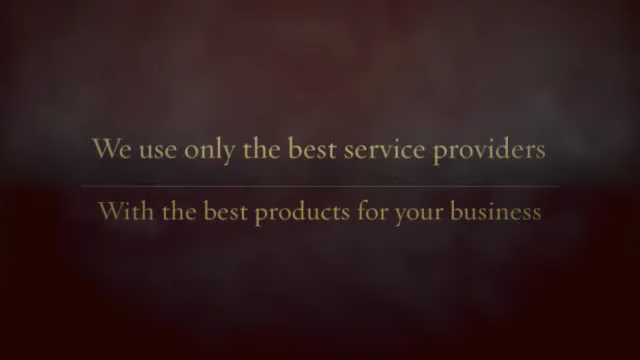 We use only the best service providers
With the best products for your business